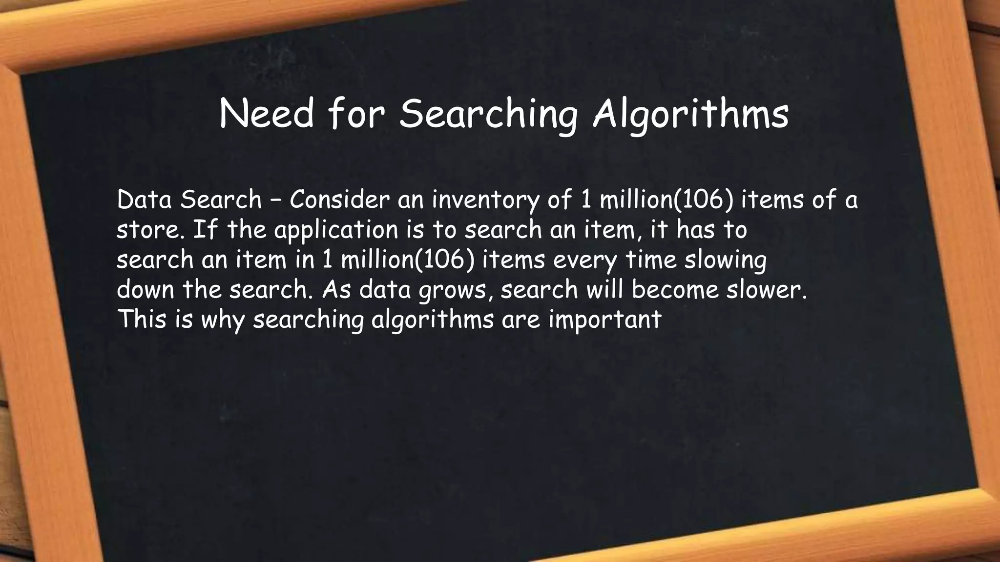 Need for Searching Algorithms
Data Search – Consider an inventory of 1 million(106) items of a
store. If the application is to search an item, it has to
search an item in 1 million(106) items every time slowing
down the search. As data grows, search will become slower.
This is why searching algorithms are important